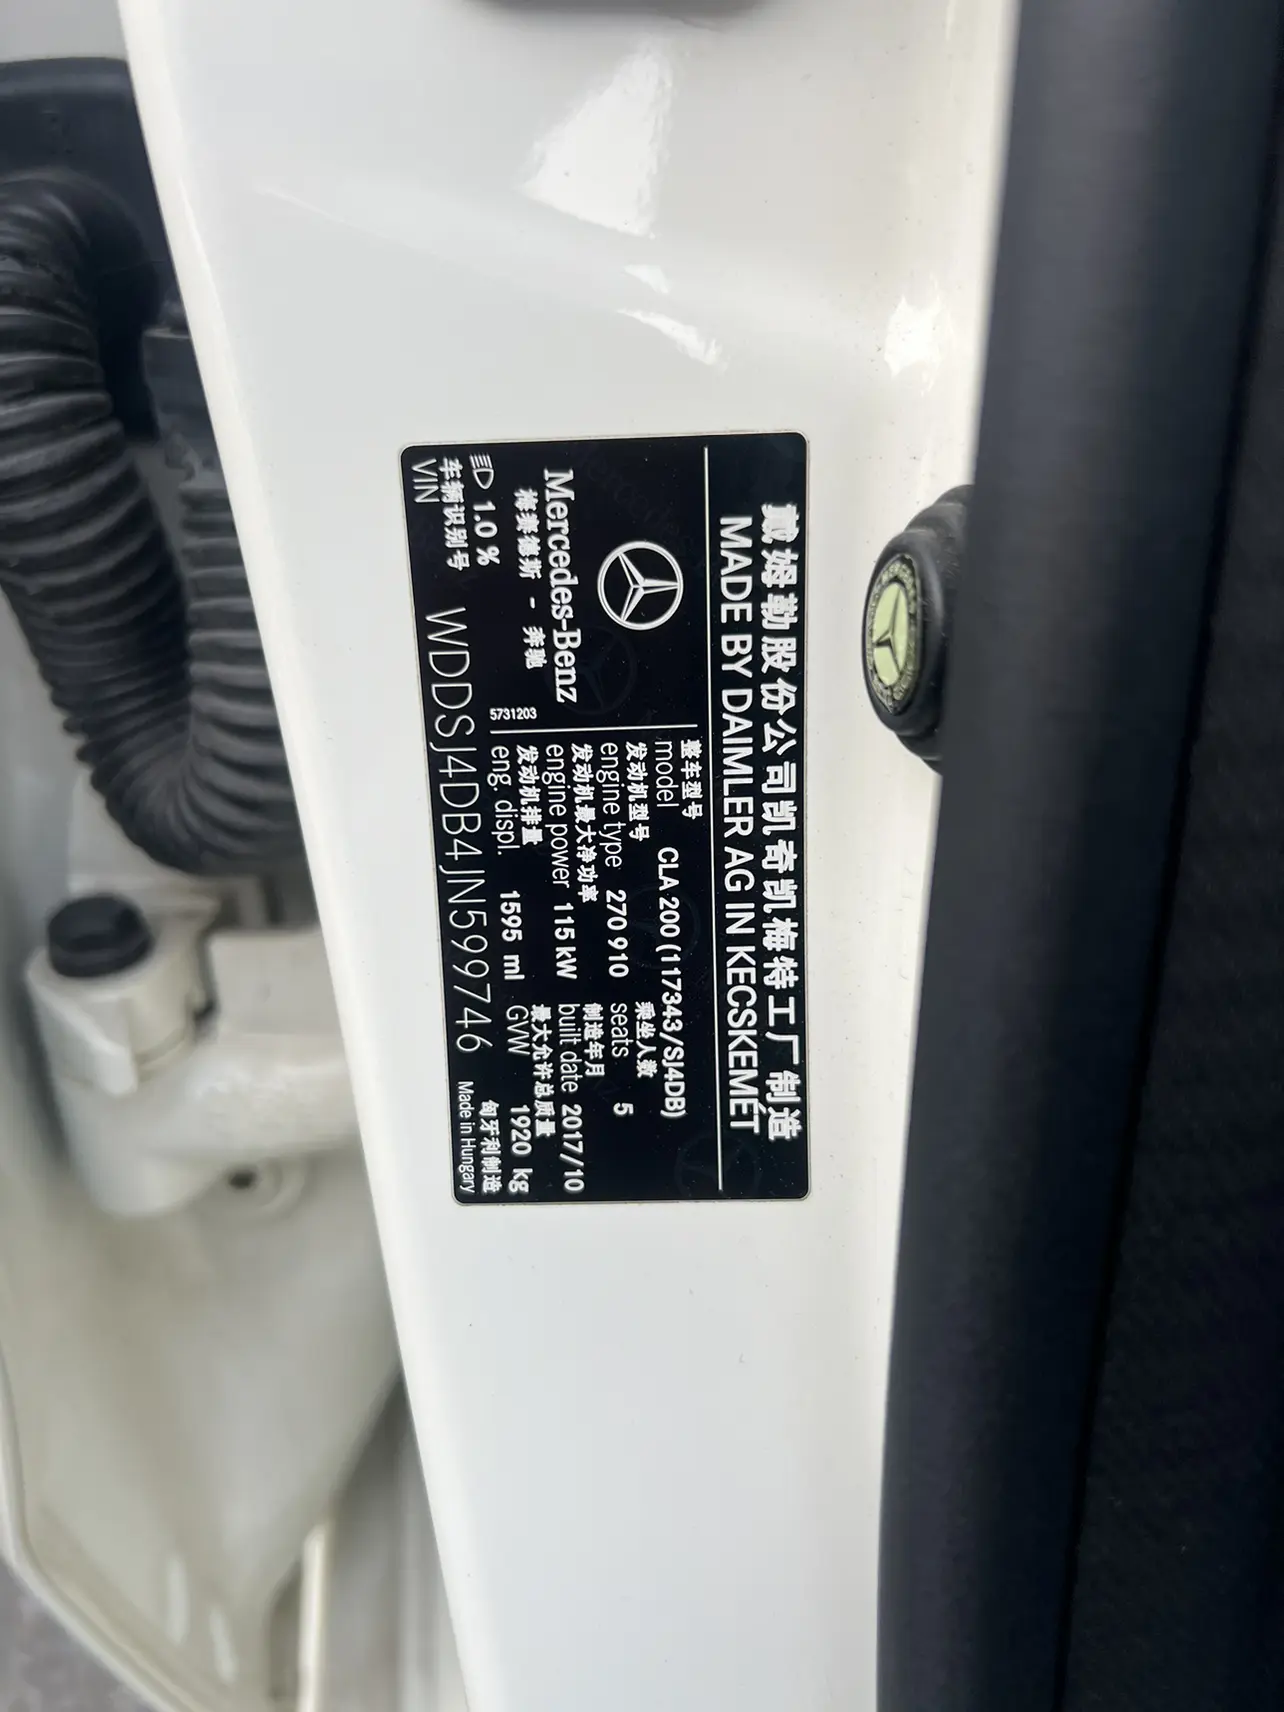 戴姆勒股份公司凯奇凯梅特工厂制造
MADE BY DAIMLER AG IN KECSKEMÉT
Mercedes-Benz
梅赛德斯 - 奔驰
5731203
整车型号
model CLA 200 (117343/SJ4DB)
发动机型号 乘坐人数
engine type 270 910 seats 5
发动机最大净功率 制造年月
engine power 115 kW built date 2017/10
发动机排量 最大允许总质量
eng. displ. 1595 ml GVW 1920 kg
1.0 %
车辆识别号 匈牙利制造
VIN WDDSJ4DB4JN599746 Made in Hungary